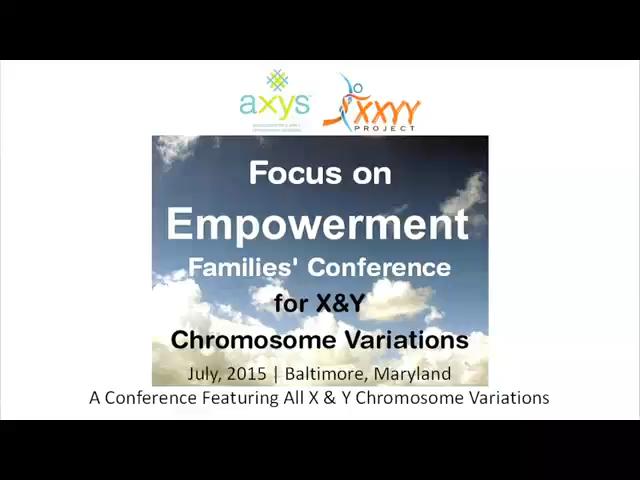 axys
XXYY
PROJECT
Focus on
Empowerment
Families' Conference
for X&Y
Chromosome Variations
July, 2015 | Baltimore, Maryland
A Conference Featuring All X & Y Chromosome Variations